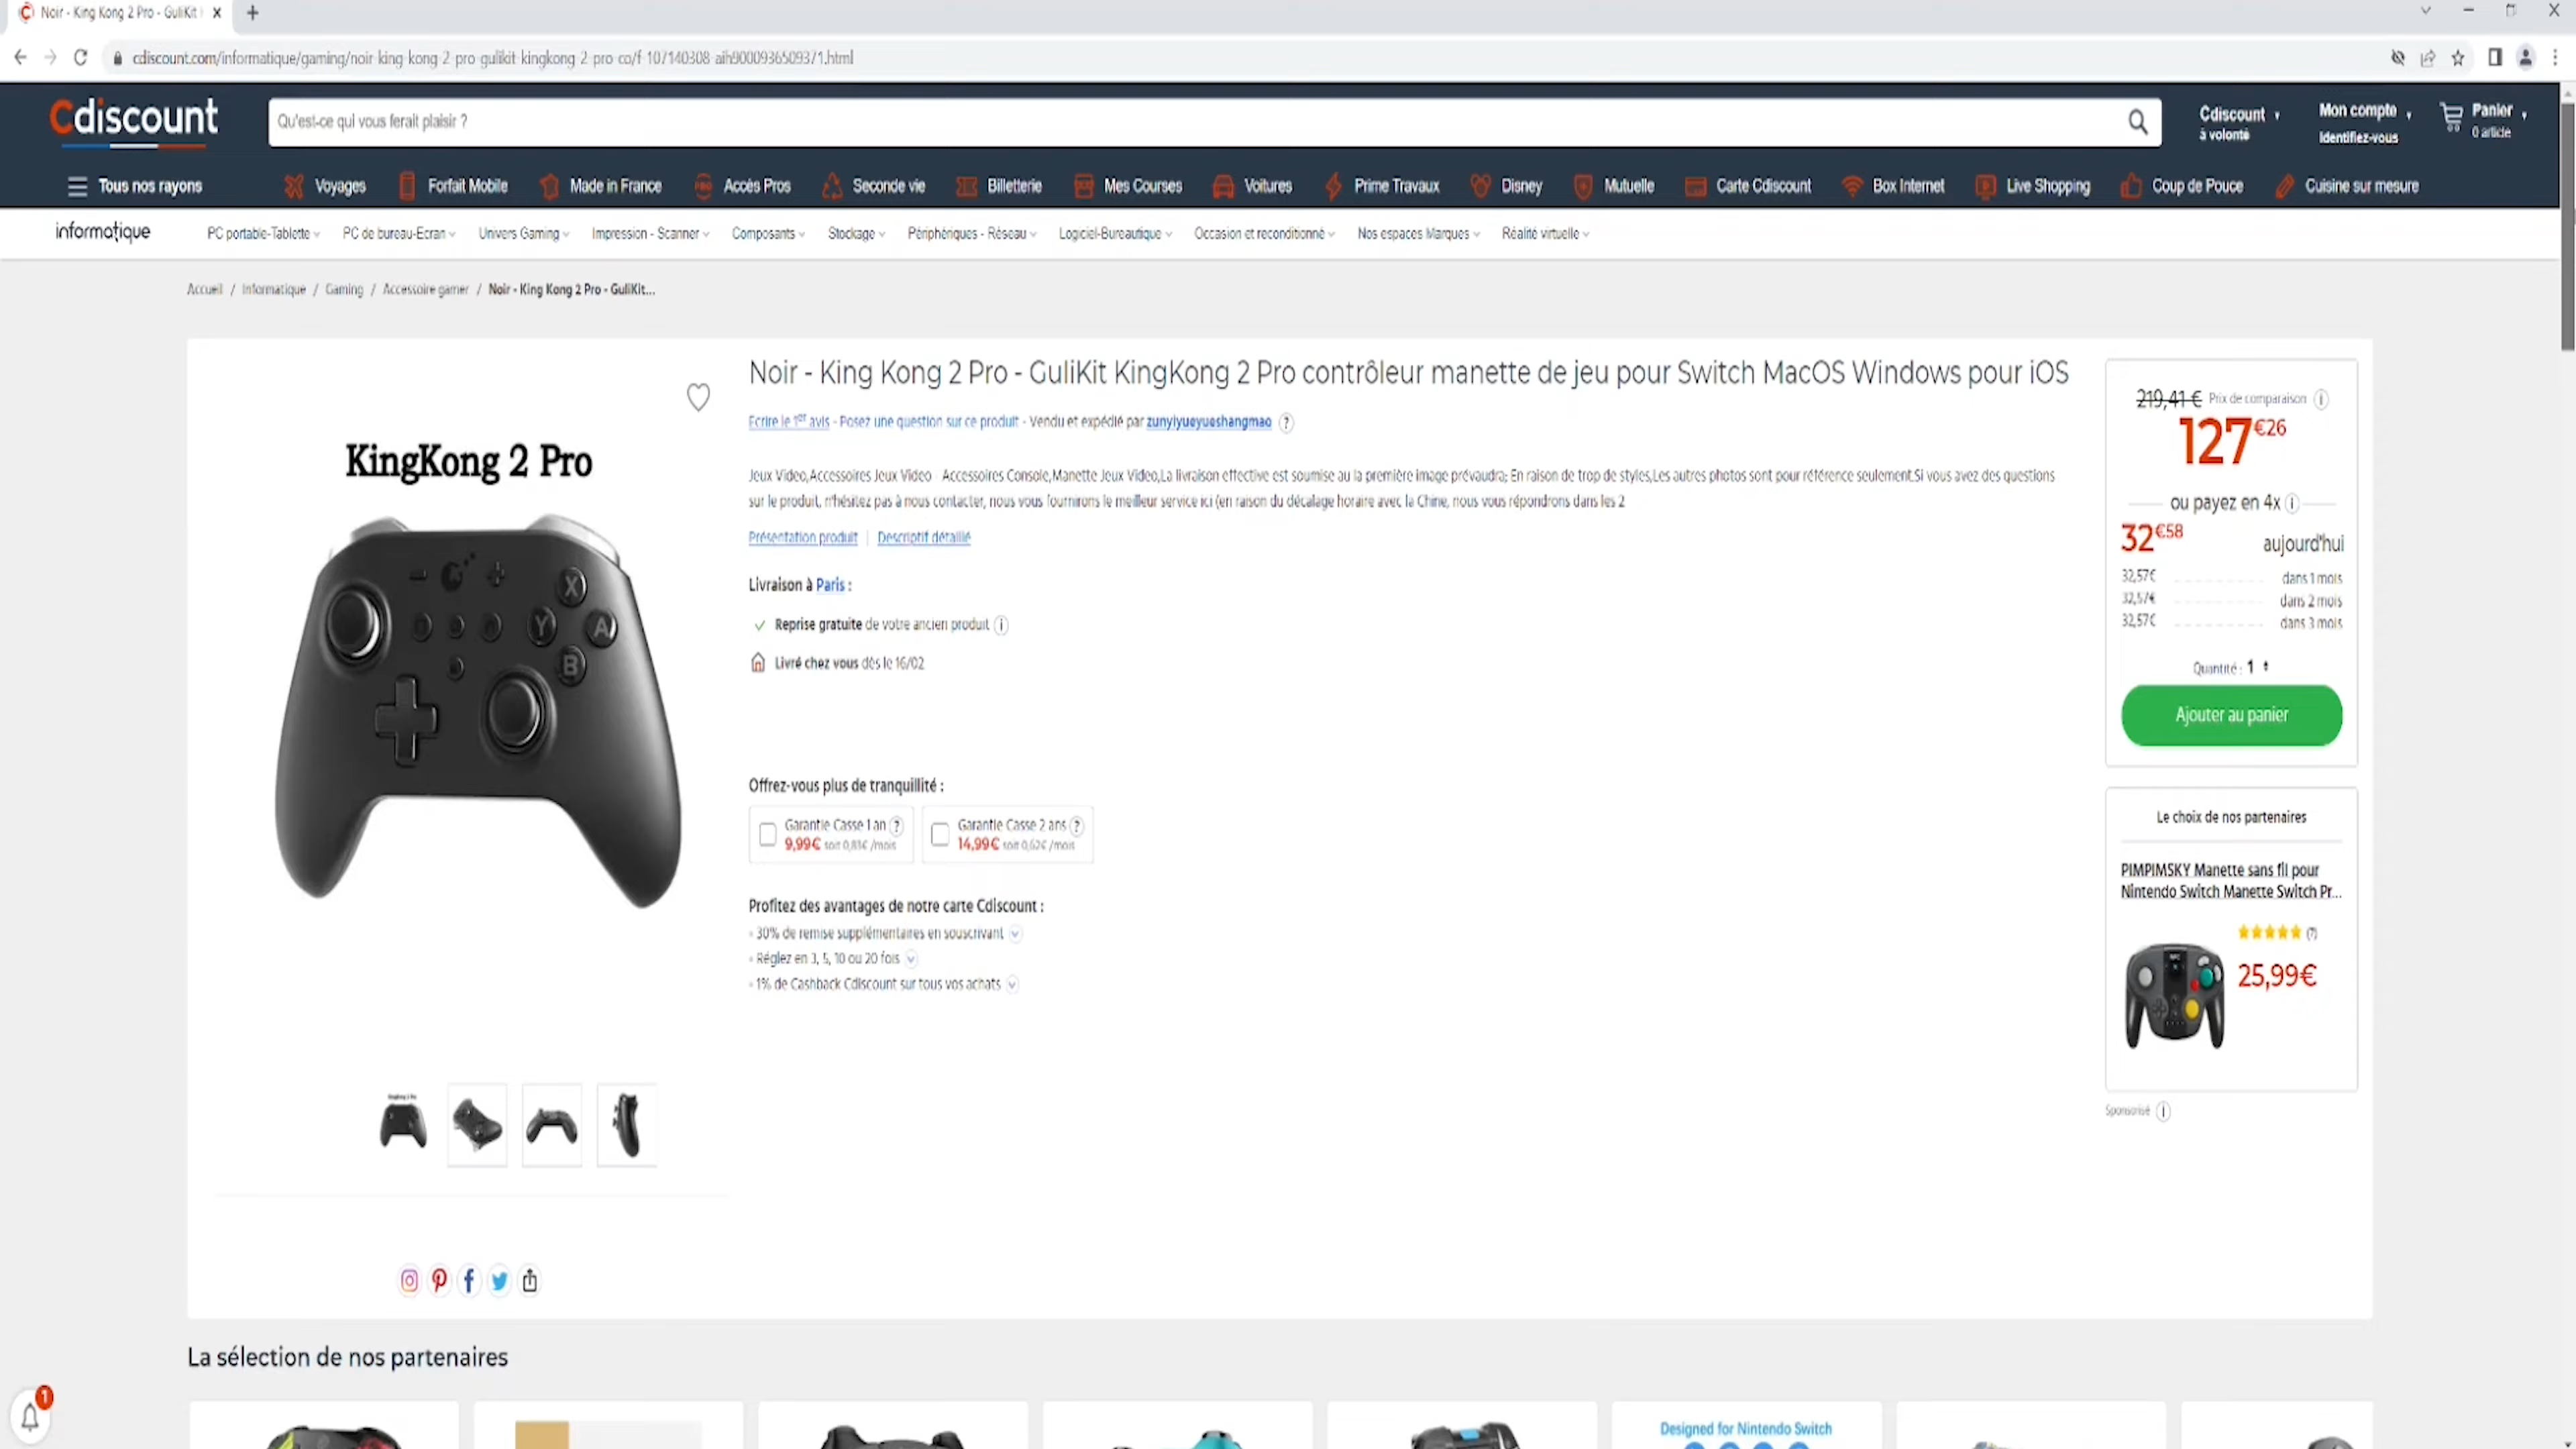 Noir - King Kong 2 Pro - GuliKit
cdiscount.com/informatique/gaming/noir-king-kong-2-pro-gulikit-kingkong-2-pro-co/f-107140308-aih9000936509371.html
Cdiscount
Qu'est-ce qui vous ferait plaisir ?
Cdiscount
à volonté
Mon compte
Identifiez-vous
Panier
0 article
Tous nos rayons
Voyages
Forfait Mobile
Made in France
Accès Pros
Seconde vie
Billetterie
Mes Courses
Voitures
Prime Travaux
Disney
Mutuelle
Carte Cdiscount
Box Internet
Live Shopping
Coup de Pouce
Cuisine sur mesure
informatique
PC portable-Tablette
PC de bureau-Ecran
Univers Gaming
Impression - Scanner
Composants
Stockage
Périphériques - Réseau
Logiciel-Bureautique
Occasion et reconditionné
Nos espaces Marques
Réalité virtuelle
Accueil / Informatique / Gaming / Accessoire gamer / Noir - King Kong 2 Pro - GuliKit...
KingKong 2 Pro
X
Y
A
B
Noir - King Kong 2 Pro - GuliKit KingKong 2 Pro contrôleur manette de jeu pour Switch MacOS Windows pour iOS
Ecrire le 1er avis - Posez une question sur ce produit - Vendu et expédié par zunyiyueyueshangmao ?
Jeux Video,Accessoires Jeux Video - Accessoires Console,Manette Jeux Video,La livraison effective est soumise au la première image prévaudra; En raison de trop de styles,Les autres photos sont pour référence seulement.Si vous avez des questions
sur le produit, n'hésitez pas à nous contacter, nous vous fournirons le meilleur service ici (en raison du décalage horaire avec la Chine, nous vous répondrons dans les 2
Présentation produit | Descriptif détaillé
Livraison à Paris :
Reprise gratuite de votre ancien produit i
Livré chez vous dès le 16/02
Offrez-vous plus de tranquillité :
Garantie Casse 1 an ?
9,99€ soit 0,83€ /mois
Garantie Casse 2 ans ?
14,99€ soit 0,62€ /mois
Profitez des avantages de notre carte Cdiscount :
• 30% de remise supplémentaires en souscrivant
• Réglez en 3, 5, 10 ou 20 fois
• 1% de Cashback Cdiscount sur tous vos achats
219,41 € Prix de comparaison i
127€26
ou payez en 4x i
32€58 aujourd'hui
32,57€ dans 1 mois
32,57€ dans 2 mois
32,57€ dans 3 mois
Quantité : 1
Ajouter au panier
Le choix de nos partenaires
PIMPIMSKY Manette sans fil pour
Nintendo Switch Manette Switch Pr...
(7)
25,99€
Sponsorisé i
La sélection de nos partenaires
1
Designed for Nintendo Switch